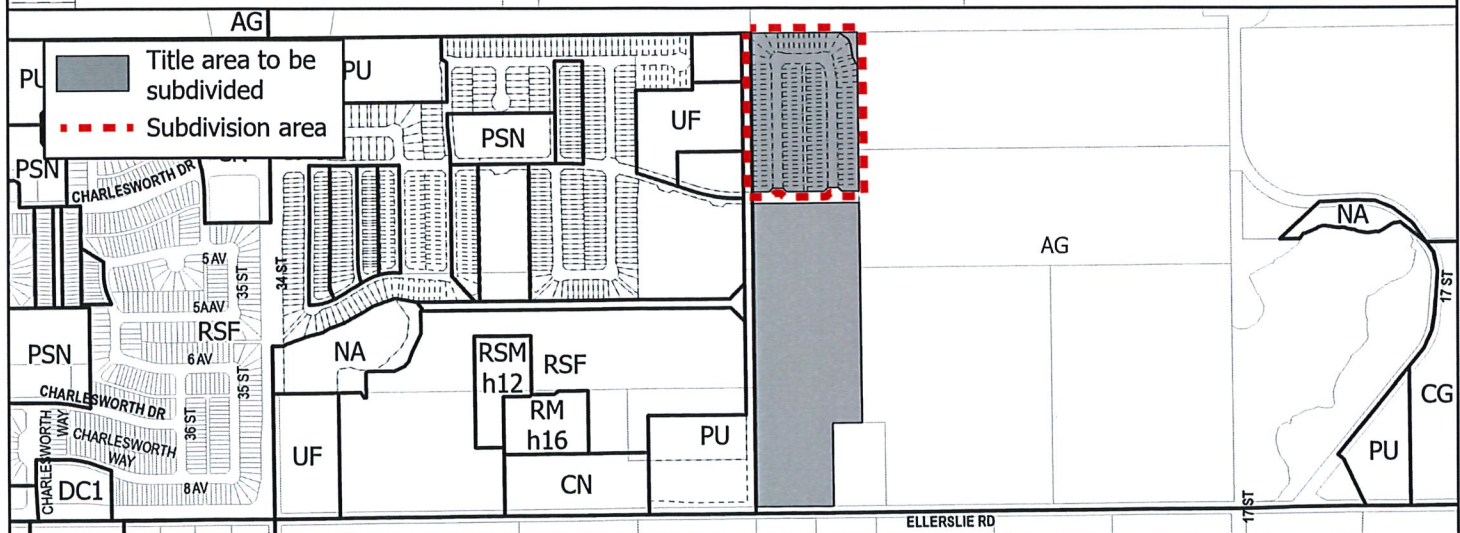 AG
Title area to be
subdivided
Subdivision area
PU
PU
PSN
UF
PSN
CHARLESWORTH DR
NA
AG
5 AV
35 ST
34 ST
17 ST
5AAV
RSF
PSN
6 AV
NA
RSM
h12
RSF
35 ST
CHARLESWORTH DR
RM
h16
CG
CHARLESWORTH
WAY
36 ST
CHARLESWORTH
WAY
UF
PU
PU
CN
DC1
CHARLESWORTH
8 AV
ELLERSLIE RD
17 ST